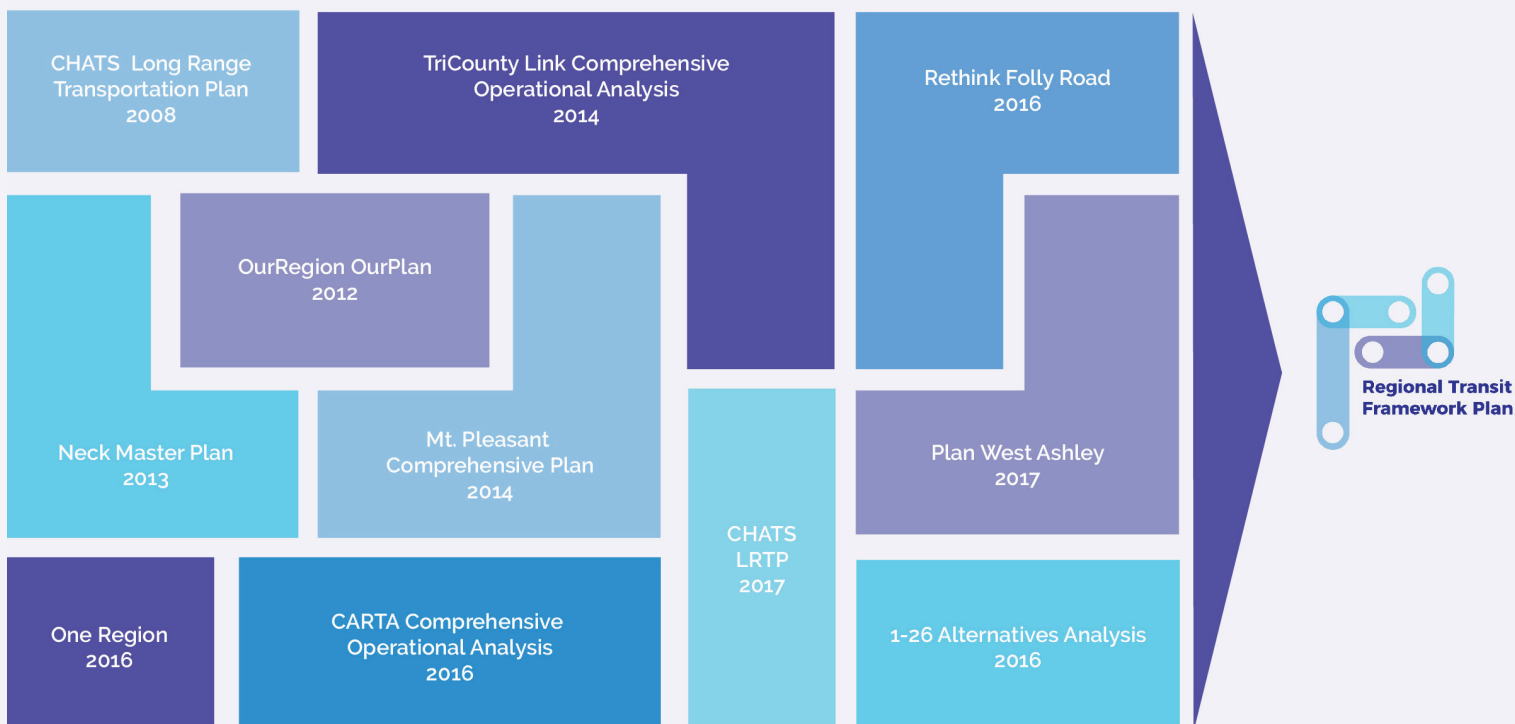 CHATS Long Range
Transportation Plan
2008
TriCounty Link Comprehensive
Operational Analysis
2014
Rethink Folly Road
2016
OurRegion OurPlan
2012
Neck Master Plan
2013
Mt. Pleasant
Comprehensive Plan
2014
Plan West Ashley
2017
CHATS
LRTP
2017
One Region
2016
CARTA Comprehensive
Operational Analysis
2016
1-26 Alternatives Analysis
2016
Regional Transit
Framework Plan